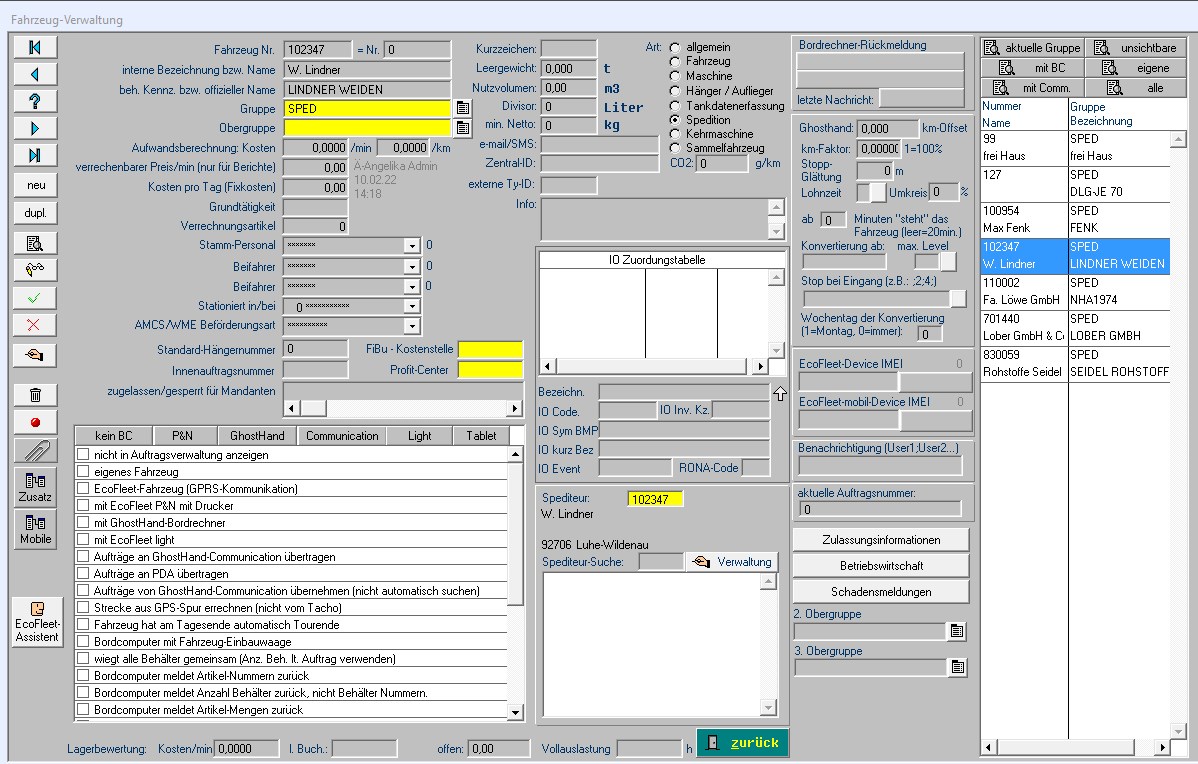 Fahrzeug-Verwaltung
Fahrzeug Nr. 102347 = Nr. 0
interne Bezeichnung bzw. Name W. Lindner
beh. Kennz. bzw. offizieller Name LINDNER WEIDEN
Gruppe SPED
Obergruppe
Aufwandsberechnung: Kosten 0,0000 /min 0,0000 /km
verrechenbarer Preis/min (nur für Berichte) 0,00
Kosten pro Tag (Fixkosten) 0,00
Ä-Angelika Admin
10.02.22
14:18
Grundtätigkeit
Verrechnungsartikel 0
Stamm-Personal ******* 0
Beifahrer ******* 0
Beifahrer ******* 0
Stationiert in/bei 0 ***********
AMCS/WME Beförderungsart **********
Standard-Hängernummer 0 FiBu - Kostenstelle
Innenauftragsnummer Profit-Center
zugelassen/gesperrt für Mandanten
neu
dupl.
Zusatz
Mobile
EcoFleet-
Assistent
kein BC P&N GhostHand Communication Light Tablet
nicht in Auftragsverwaltung anzeigen
eigenes Fahrzeug
EcoFleet-Fahrzeug (GPRS-Kommunikation)
mit EcoFleet P&N mit Drucker
mit GhostHand-Bordrechner
mit EcoFleet light
Aufträge an GhostHand-Communication übertragen
Aufträge an PDA übertragen
Aufträge von GhostHand-Communication übernehmen (nicht automatisch suchen)
Strecke aus GPS-Spur errechnen (nicht vom Tacho)
Fahrzeug hat am Tagesende automatisch Tourende
Bordcomputer mit Fahrzeug-Einbauwaage
wiegt alle Behälter gemeinsam (Anz. Beh. lt. Auftrag verwenden)
Bordcomputer meldet Artikel-Nummern zurück
Bordcomputer meldet Anzahl Behälter zurück, nicht Behälter Nummern.
Bordcomputer meldet Artikel-Mengen zurück
Lagerbewertung: Kosten/min 0,0000 l. Buch.: offen: 0,00 Vollauslastung h zurück
Kurzzeichen:
Leergewicht: 0,000 t
Nutzvolumen: 0,00 m3
Divisor: 0 Liter
min. Netto: 0 kg
e-mail/SMS:
Zentral-ID:
externe Ty-ID:
Info:
Art: allgemein
Fahrzeug
Maschine
Hänger / Auflieger
Tankdatenerfassung
Spedition
Kehrmaschine
Sammelfahrzeug
CO2: 0 g/km
IO Zuordungstabelle
Bezeichn.
IO Code. IO Inv. Kz.
IO Sym BMP
IO kurz Bez
IO Event RONA-Code
Spediteur: 102347
W. Lindner
92706 Luhe-Wildenau
Spediteur-Suche: Verwaltung
Bordrechner-Rückmeldung
letzte Nachricht:
Ghosthand: 0,000 km-Offset
km-Faktor: 0,00000 1=100%
Stopp-
Glättung 0 m
Lohnzeit Umkreis 0 %
ab 0 Minuten "steht" das
Fahrzeug (leer=20min.)
Konvertierung ab: max. Level
Stop bei Eingang (z.B.: ,2;4;)
Wochentag der Konvertierung
(1=Montag, 0=immer): 0
EcoFleet-Device IMEI 0
EcoFleet-mobil-Device IMEI 0
Benachrichtigung (User1;User2...)
aktuelle Auftragsnummer:
0
Zulassungsinformationen
Betriebswirtschaft
Schadensmeldungen
2. Obergruppe
3. Obergruppe
aktuelle Gruppe unsichtbare
mit BC eigene
mit Comm. alle
Nummer Gruppe
Name Bezeichnung
99 SPED
frei Haus frei Haus
127 SPED
DLG-JE 70
100954 SPED
Max Fenk FENK
102347 SPED
W. Lindner LINDNER WEIDEN
110002 SPED
Fa. Löwe GmbH NHA1974
701440 SPED
Lober GmbH & C LOBER GMBH
830059 SPED
Rohstoffe Seidel SEIDEL ROHSTOFF